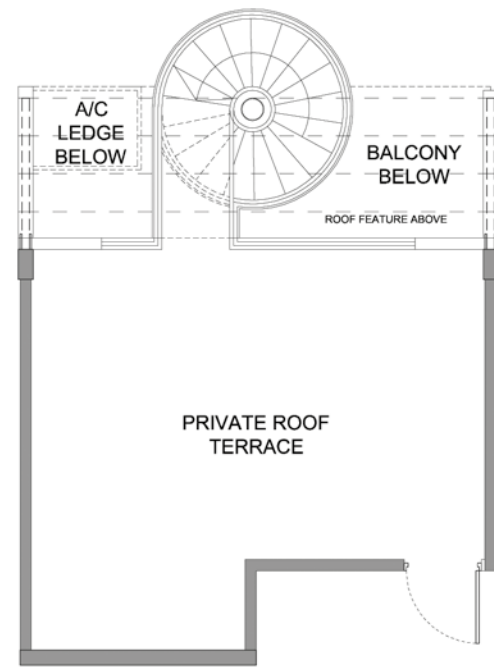 A/C
LEDGE
BELOW
BALCONY
BELOW
ROOF FEATURE ABOVE
PRIVATE ROOF
TERRACE